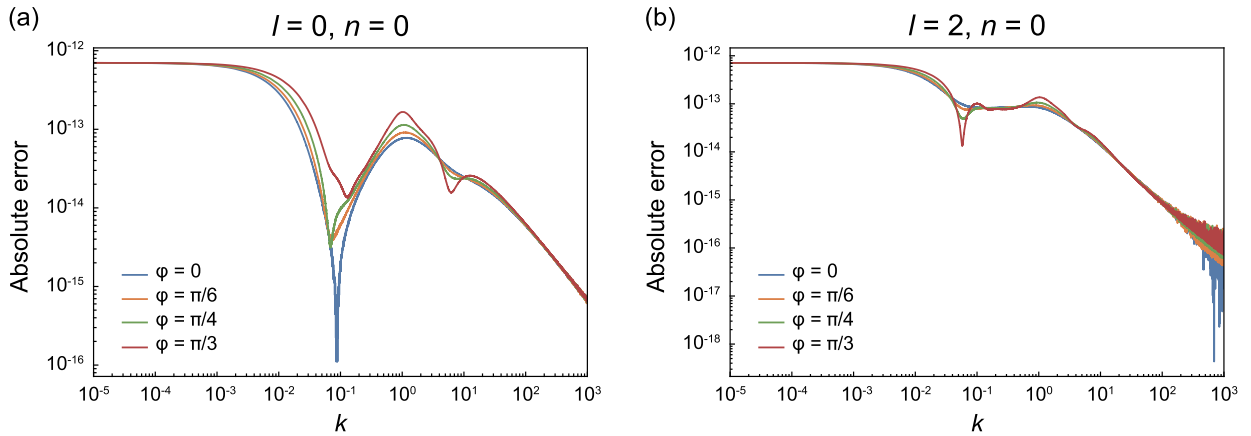 (a)
l = 0, n = 0
Absolute error
10⁻¹²
10⁻¹³
10⁻¹⁴
10⁻¹⁵
10⁻¹⁶
φ = 0
φ = π/6
φ = π/4
φ = π/3
10⁻⁵ 10⁻⁴ 10⁻³ 10⁻² 10⁻¹ 10⁰ 10¹ 10² 10³
k
(b)
l = 2, n = 0
Absolute error
10⁻¹²
10⁻¹³
10⁻¹⁴
10⁻¹⁵
10⁻¹⁶
10⁻¹⁷
10⁻¹⁸
φ = 0
φ = π/6
φ = π/4
φ = π/3
10⁻⁵ 10⁻⁴ 10⁻³ 10⁻² 10⁻¹ 10⁰ 10¹ 10² 10³
k